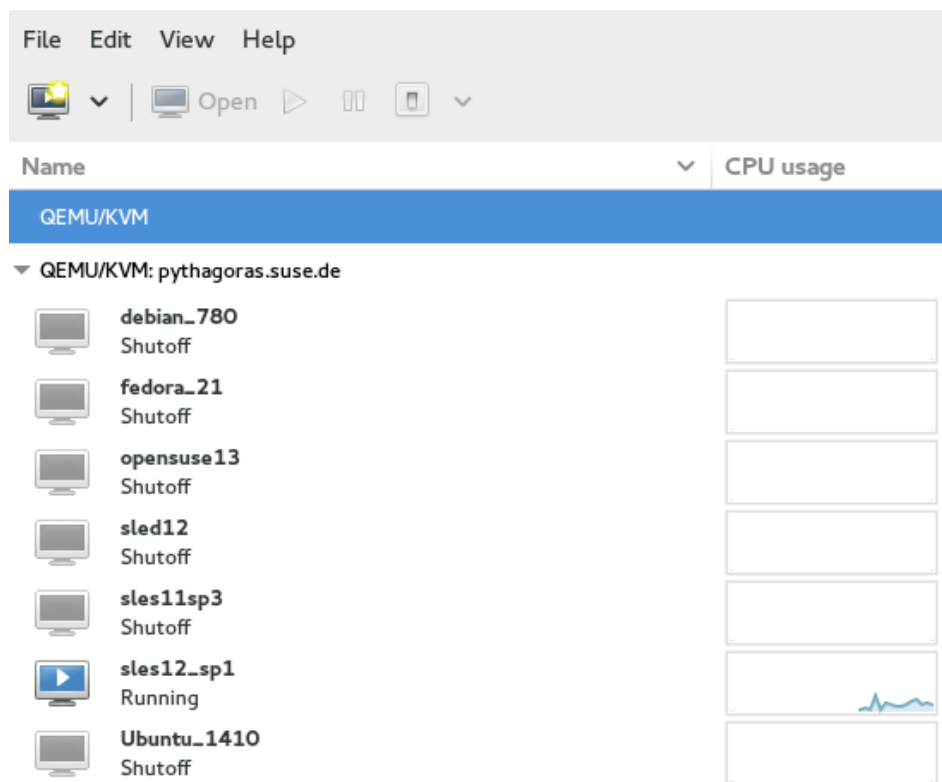 File Edit View Help
Open
Name CPU usage
QEMU/KVM
QEMU/KVM: pythagoras.suse.de
debian_780
Shutoff
fedora_21
Shutoff
opensuse13
Shutoff
sled12
Shutoff
sles11sp3
Shutoff
sles12_sp1
Running
Ubuntu_1410
Shutoff